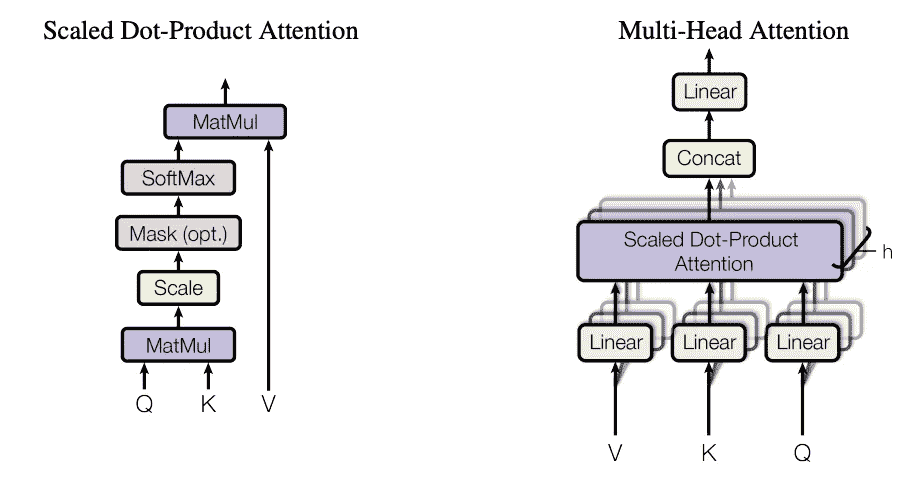 Scaled Dot-Product Attention
MatMul
SoftMax
Mask (opt.)
Scale
MatMul
Q K V
Multi-Head Attention
Linear
Concat
Scaled Dot-Product
Attention
h
Linear Linear Linear
V K Q